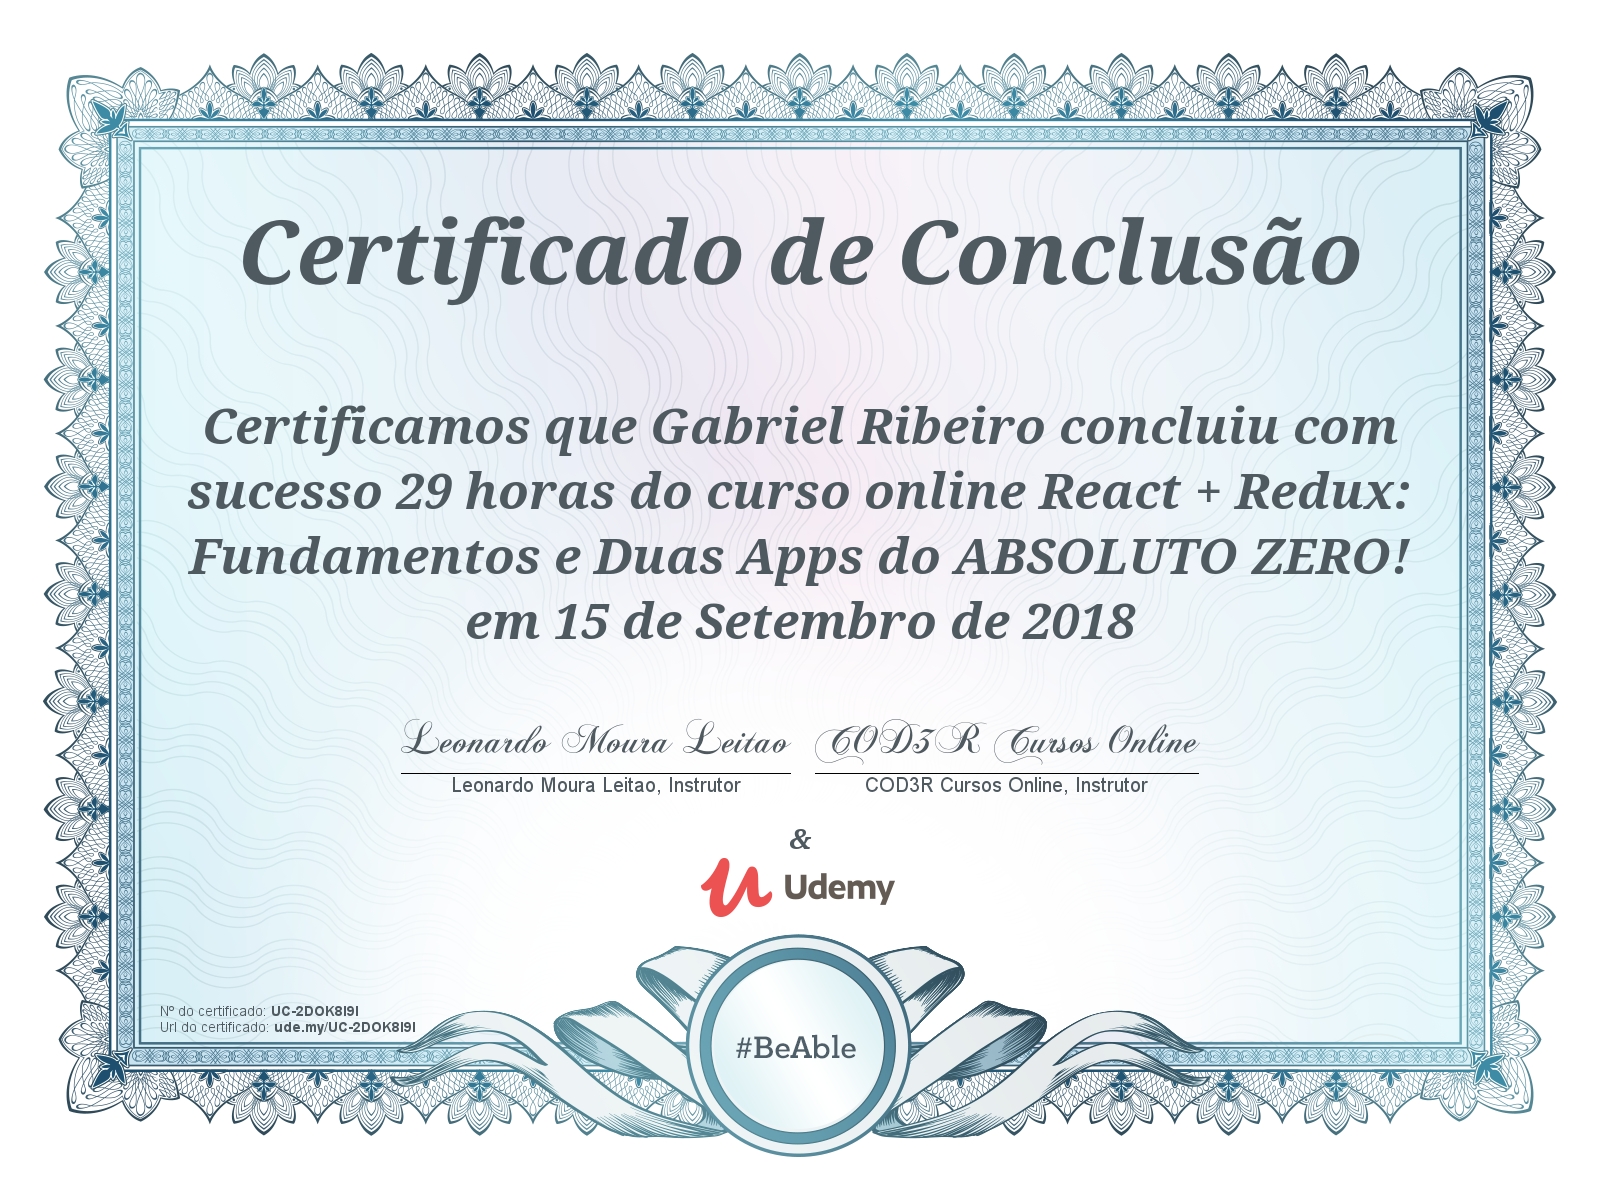 Certificado de Conclusão
Certificamos que Gabriel Ribeiro concluiu com
sucesso 29 horas do curso online React + Redux:
Fundamentos e Duas Apps do ABSOLUTO ZERO!
em 15 de Setembro de 2018
Leonardo Moura Leitao COD3R Cursos Online
Leonardo Moura Leitao, Instrutor COD3R Cursos Online, Instrutor
&
Udemy
Nº do certificado: UC-2DOK8I9I
Url do certificado: ude.my/UC-2DOK8I9I
#BeAble